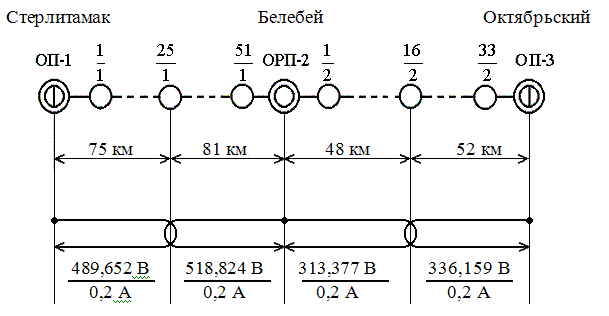 Стерлитамак Белебей Октябрьский
ОП-1 1/1 25/1 51/1 ОРП-2 1/2 16/2 33/2 ОП-3
75 км 81 км 48 км 52 км
489,652 В 518,824 В 313,377 В 336,159 В
0,2 А 0,2 А 0,2 А 0,2 А